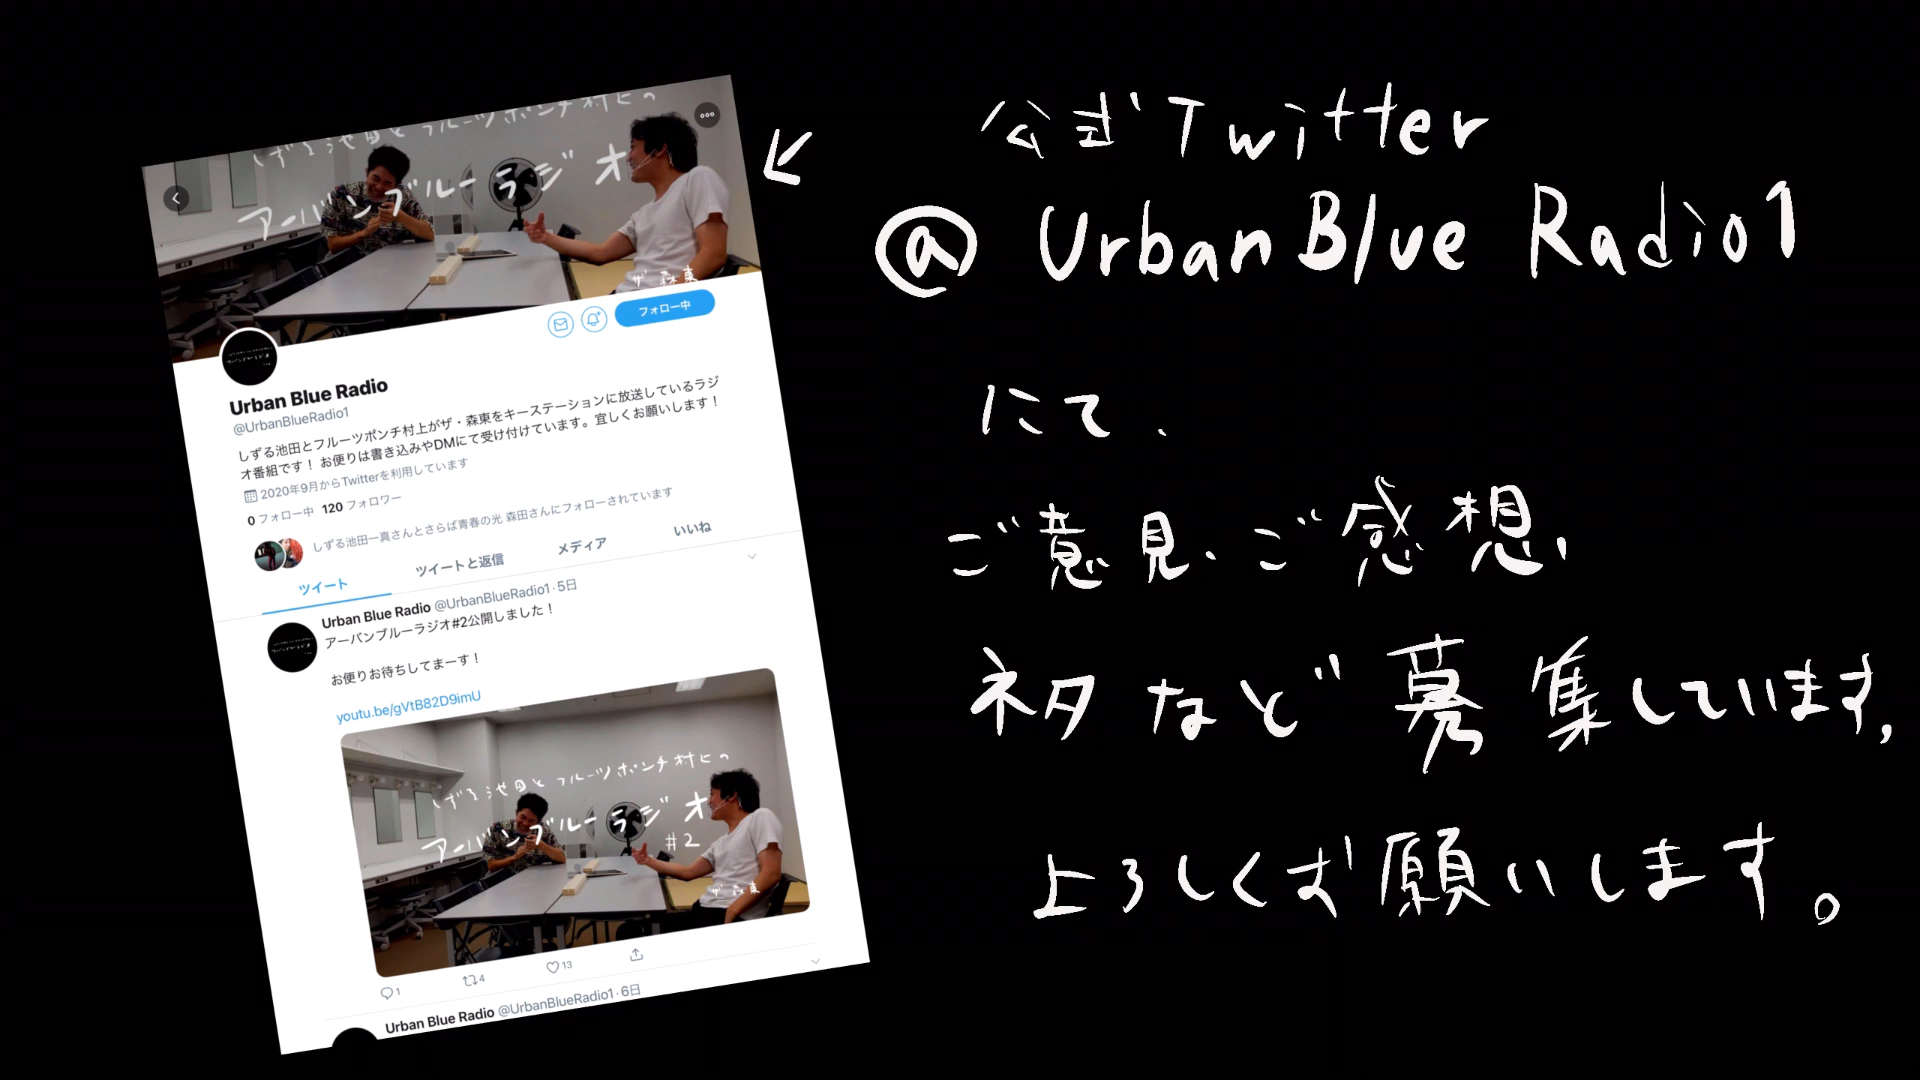 しずる池田とフルーツポンチ村上の
アーバンブルーラジオ
ザ・森東
フォロー中
Urban Blue Radio
@UrbanBlueRadio1
しずる池田とフルーツポンチ村上がザ・森東をキーステーションに放送しているラジ
オ番組です！ お便りは書き込みやDMにて受け付けています。宜しくお願いします！
2020年9月からTwitterを利用しています
0 フォロー中 120 フォロワー
しずる池田一真さんとさらば青春の光 森田さんにフォローされています
ツイート ツイートと返信 メディア いいね
Urban Blue Radio @UrbanBlueRadio1·5日
アーバンブルーラジオ#2公開しました！
お便りお待ちしてまーす！
youtu.be/gVtB82D9imU
しずる池田とフルーツポンチ村上の
アーバンブルーラジオ
#2
ザ・森東
1 4 13
Urban Blue Radio @UrbanBlueRadio1·6日
公式Twitter
@UrbanBlueRadio1
にて、
ご意見、ご感想、
ネタなど募集しています。
上ろしくお願いします。